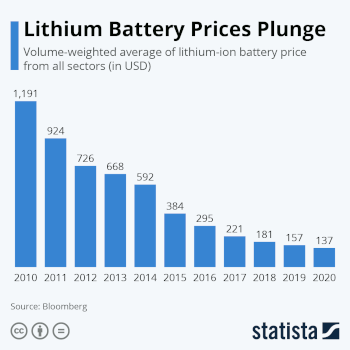 Lithium Battery Prices Plunge
Volume-weighted average of lithium-ion battery price
from all sectors (in USD)
1,191
924
726
668
592
384
295
221
181
157
137
2010 2011 2012 2013 2014 2015 2016 2017 2018 2019 2020
Source: Bloomberg
cc
statista